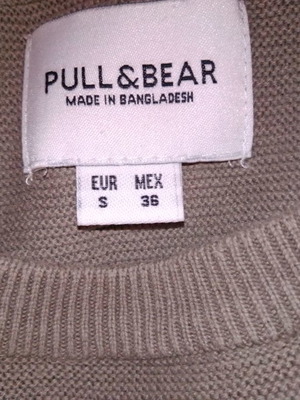 PULL&BEAR
MADE IN BANGLADESH
EUR MEX
S 36